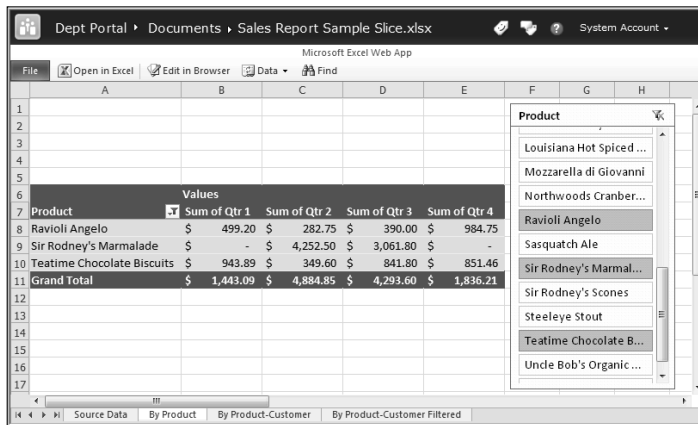 Dept Portal ▸ Documents ▸ Sales Report Sample Slice.xlsx
System Account
Microsoft Excel Web App
File Open in Excel Edit in Browser Data Find
A B C D E F G H
1
2
3
4
5
6 Values
7 Product Sum of Qtr 1 Sum of Qtr 2 Sum of Qtr 3 Sum of Qtr 4
8 Ravioli Angelo $ 499.20 $ 282.75 $ 390.00 $ 984.75
9 Sir Rodney's Marmalade $ - $ 4,252.50 $ 3,061.80 $ -
10 Teatime Chocolate Biscuits $ 943.89 $ 349.60 $ 841.80 $ 851.46
11 Grand Total $ 1,443.09 $ 4,884.85 $ 4,293.60 $ 1,836.21
12
13
14
15
16
17
Product
Louisiana Hot Spiced ...
Mozzarella di Giovanni
Northwoods Cranber...
Ravioli Angelo
Sasquatch Ale
Sir Rodney's Marmal...
Sir Rodney's Scones
Steeleye Stout
Teatime Chocolate B...
Uncle Bob's Organic ...
Source Data By Product By Product-Customer By Product-Customer Filtered